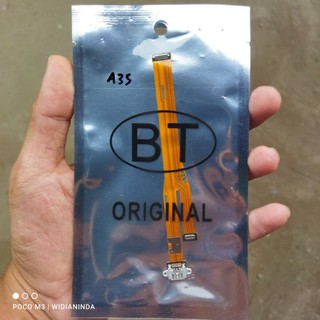 A3S
BT
ORIGINAL
POCO M3 | WIDIANINDA